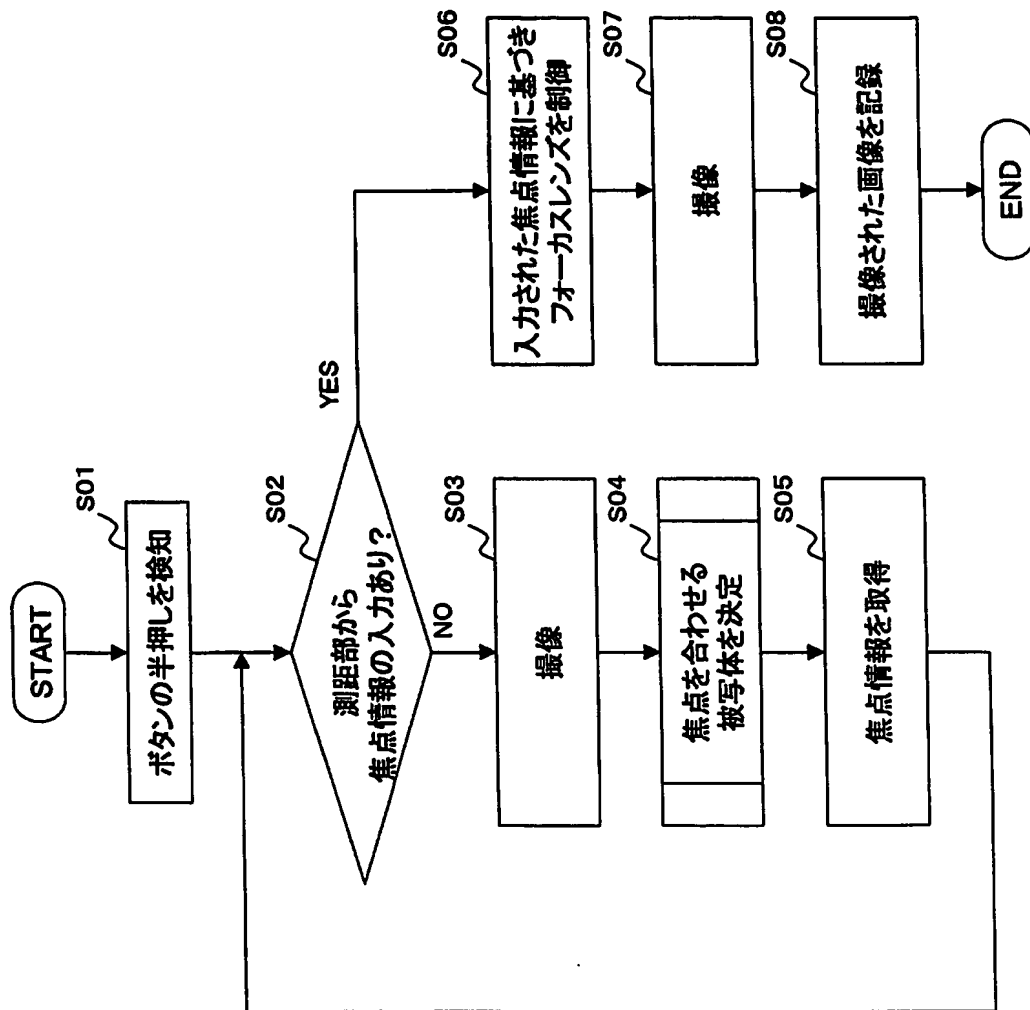 START
S01
ボタンの半押しを検知
S02
測距部から
焦点情報の入力あり?
YES
NO
S03
撮像
S04
焦点を合わせる
被写体を決定
S05
焦点情報を取得
S06
入力された焦点情報に基づき
フォーカスレンズを制御
S07
撮像
S08
撮像された画像を記録
END